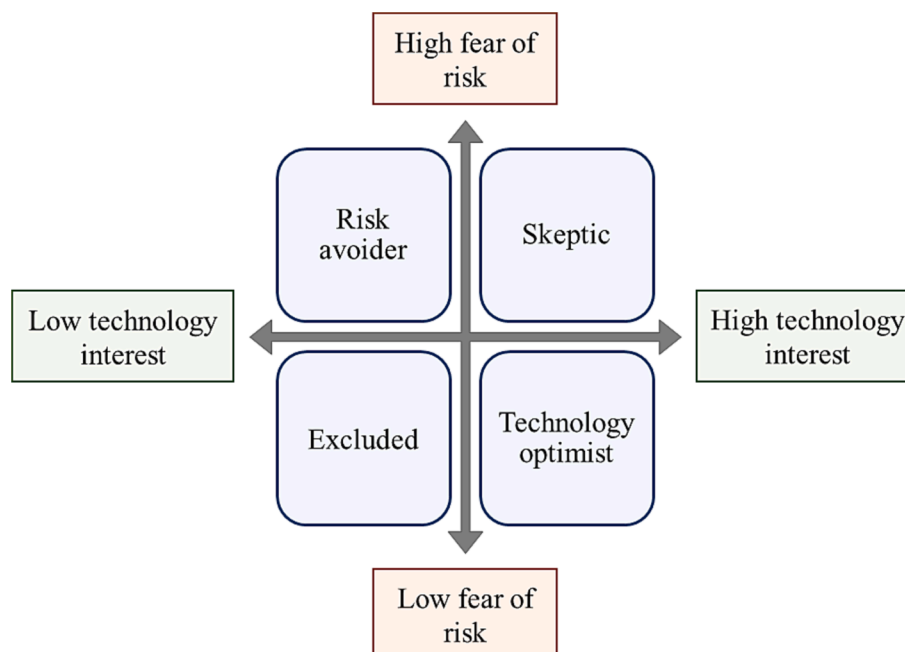 High fear of
risk
Risk
avoider
Skeptic
Low technology
interest
High technology
interest
Excluded
Technology
optimist
Low fear of
risk